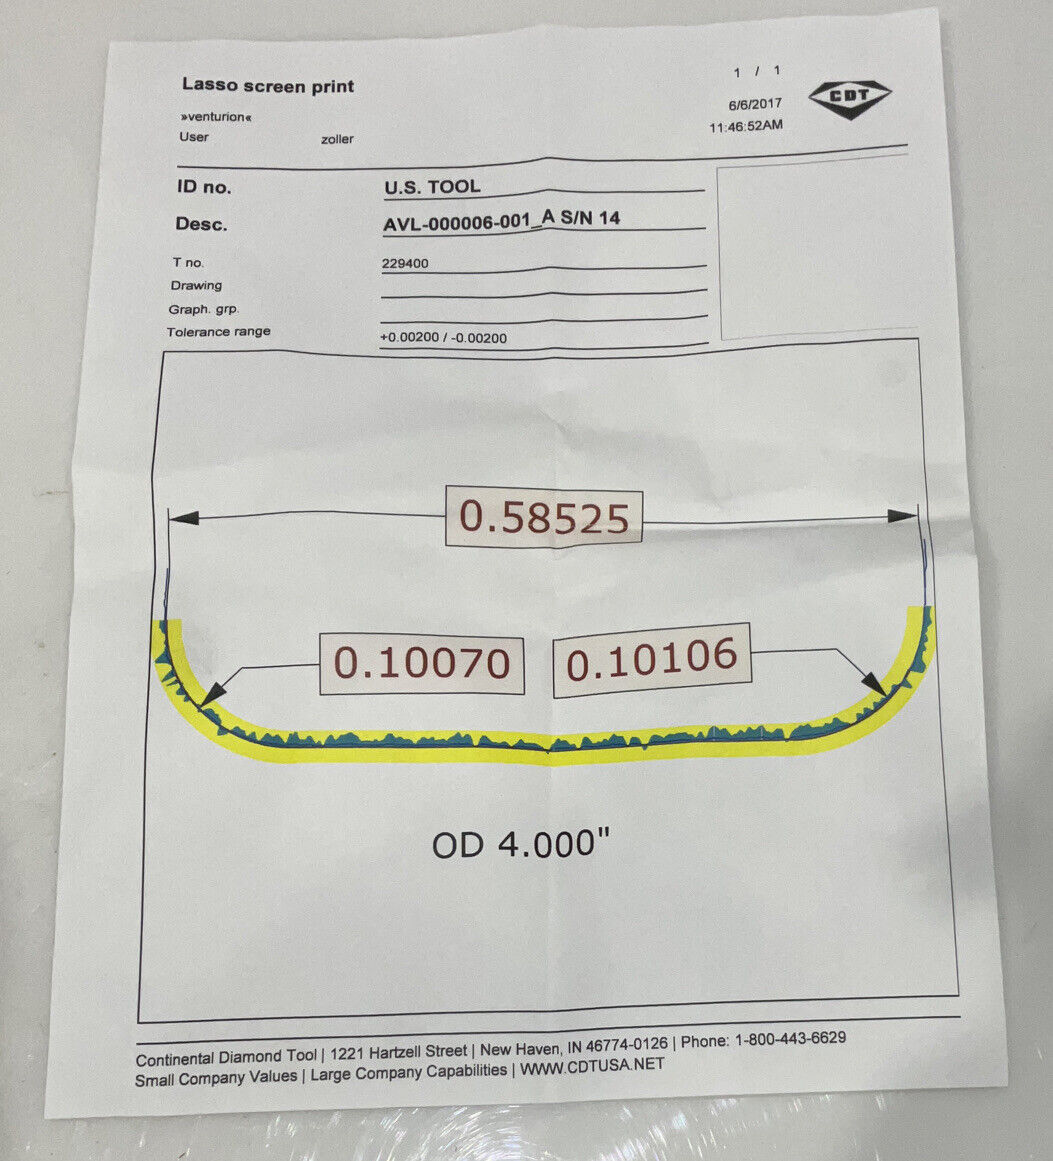 Lasso screen print
1 / 1
CDT
»venturion«
6/6/2017
User zoller
11:46:52AM
ID no. U.S. TOOL
Desc. AVL-000006-001_A S/N 14
T no. 229400
Drawing
Graph. grp.
Tolerance range +0.00200 / -0.00200
0.58525
0.10070 0.10106
OD 4.000"
Continental Diamond Tool | 1221 Hartzell Street | New Haven, IN 46774-0126 | Phone: 1-800-443-6629
Small Company Values | Large Company Capabilities | WWW.CDTUSA.NET